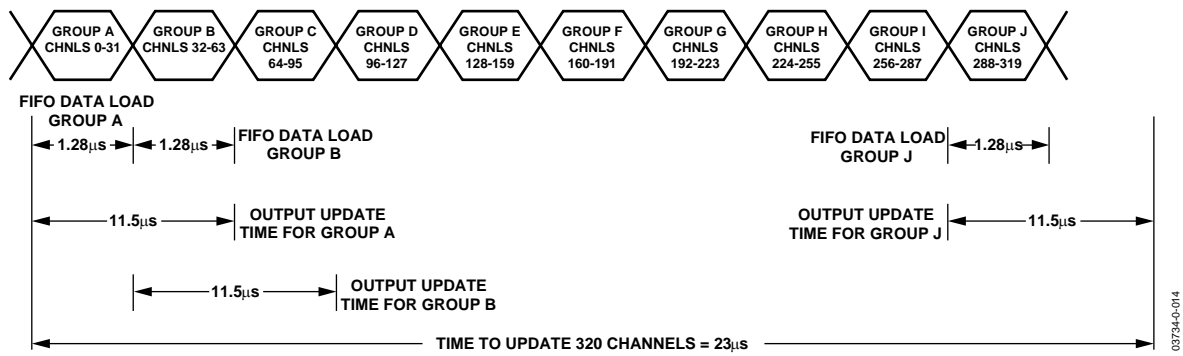 GROUP A
CHNLS 0-31
GROUP B
CHNLS 32-63
GROUP C
CHNLS
64-95
GROUP D
CHNLS
96-127
GROUP E
CHNLS
128-159
GROUP F
CHNLS
160-191
GROUP G
CHNLS
192-223
GROUP H
CHNLS
224-255
GROUP I
CHNLS
256-287
GROUP J
CHNLS
288-319
FIFO DATA LOAD
GROUP A
1.28μs
1.28μs
FIFO DATA LOAD
GROUP B
FIFO DATA LOAD
GROUP J
1.28μs
11.5μs
OUTPUT UPDATE
TIME FOR GROUP A
OUTPUT UPDATE
TIME FOR GROUP J
11.5μs
11.5μs
OUTPUT UPDATE
TIME FOR GROUP B
TIME TO UPDATE 320 CHANNELS = 23μs
03734-0-014